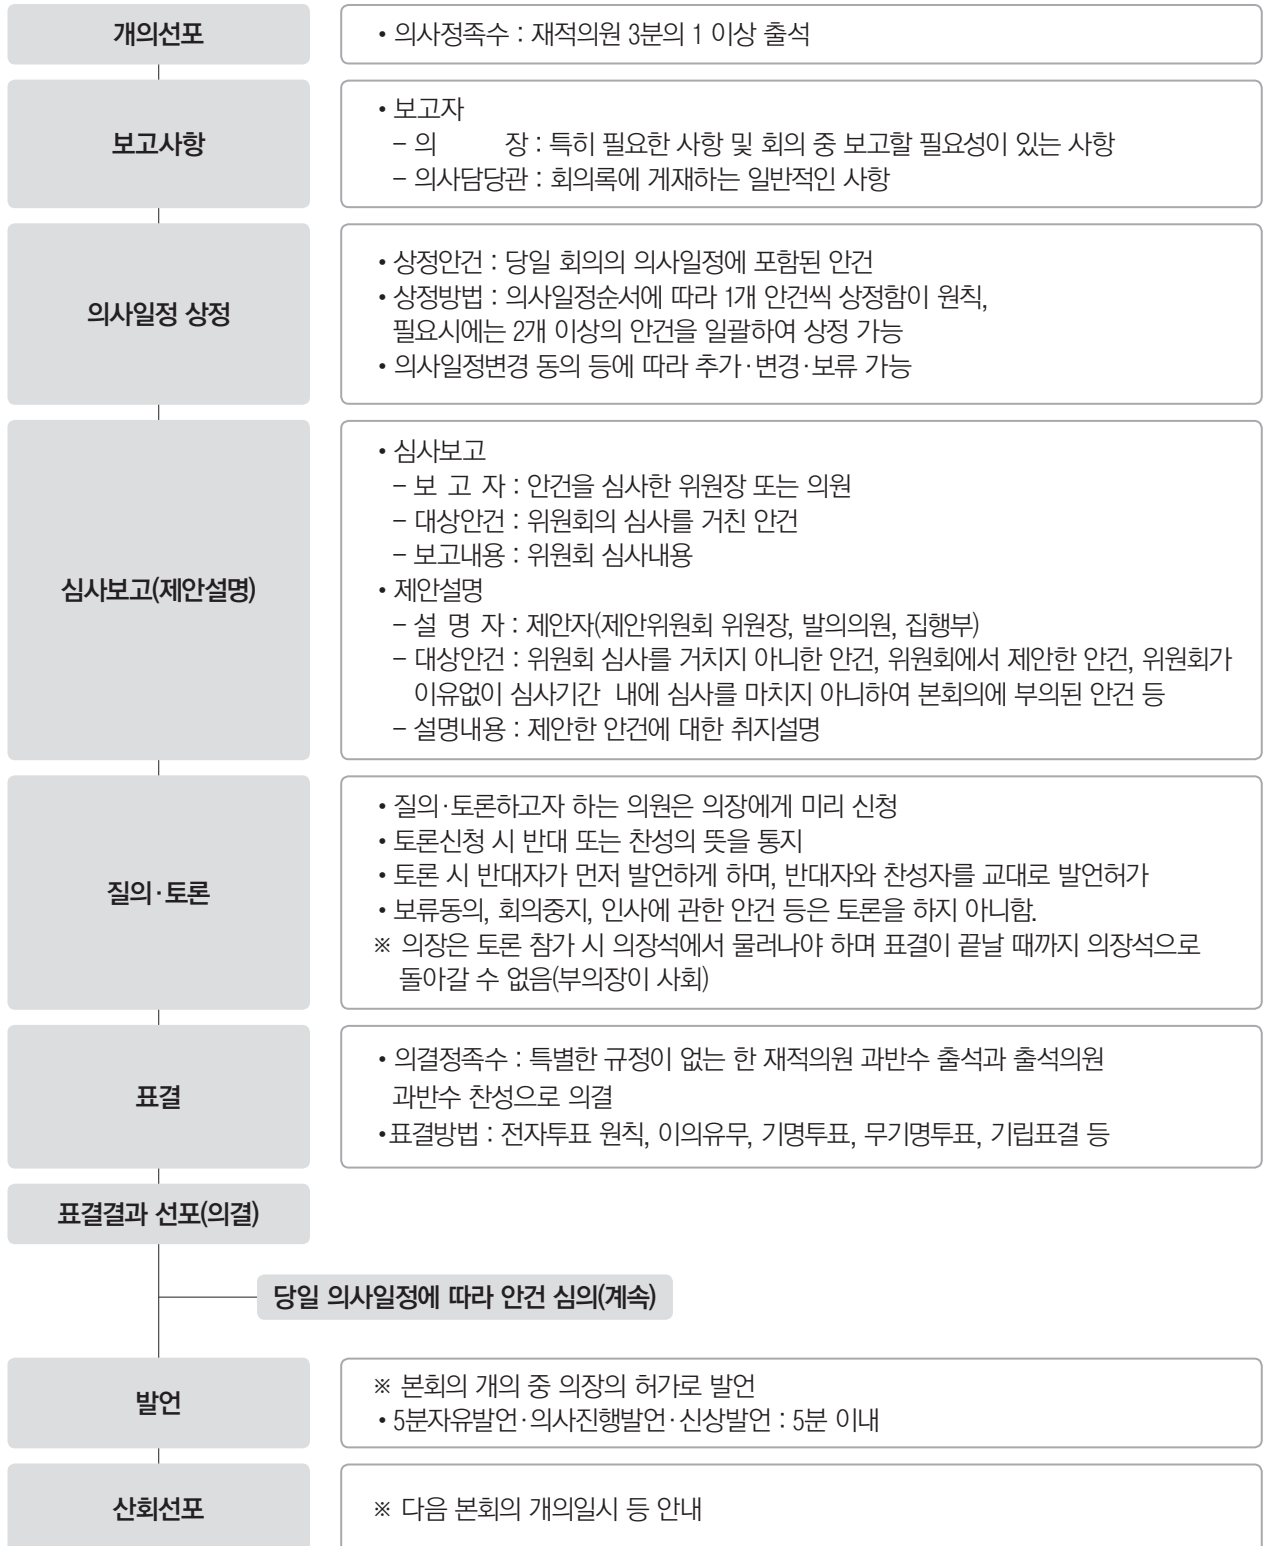 개의선포
• 의사정족수 : 재적의원 3분의 1 이상 출석
보고사항
• 보고자
– 의 장 : 특히 필요한 사항 및 회의 중 보고할 필요성이 있는 사항
– 의사담당관 : 회의록에 게재하는 일반적인 사항
의사일정 상정
• 상정안건 : 당일 회의의 의사일정에 포함된 안건
• 상정방법 : 의사일정순서에 따라 1개 안건씩 상정함이 원칙,
필요시에는 2개 이상의 안건을 일괄하여 상정 가능
• 의사일정변경 동의 등에 따라 추가·변경·보류 가능
심사보고(제안설명)
• 심사보고
– 보 고 자 : 안건을 심사한 위원장 또는 의원
– 대상안건 : 위원회의 심사를 거친 안건
– 보고내용 : 위원회 심사내용
• 제안설명
– 설 명 자 : 제안자(제안위원회 위원장, 발의의원, 집행부)
– 대상안건 : 위원회 심사를 거치지 아니한 안건, 위원회에서 제안한 안건, 위원회가
이유없이 심사기간 내에 심사를 마치지 아니하여 본회의에 부의된 안건 등
– 설명내용 : 제안한 안건에 대한 취지설명
질의·토론
• 질의·토론하고자 하는 의원은 의장에게 미리 신청
• 토론신청 시 반대 또는 찬성의 뜻을 통지
• 토론 시 반대자가 먼저 발언하게 하며, 반대자와 찬성자를 교대로 발언허가
• 보류동의, 회의중지, 인사에 관한 안건 등은 토론을 하지 아니함.
※ 의장은 토론 참가 시 의장석에서 물러나야 하며 표결이 끝날 때까지 의장석으로
돌아갈 수 없음(부의장이 사회)
표결
• 의결정족수 : 특별한 규정이 없는 한 재적의원 과반수 출석과 출석의원
과반수 찬성으로 의결
•표결방법 : 전자투표 원칙, 이의유무, 기명투표, 무기명투표, 기립표결 등
표결결과 선포(의결)
당일 의사일정에 따라 안건 심의(계속)
발언
※ 본회의 개의 중 의장의 허가로 발언
• 5분자유발언·의사진행발언·신상발언 : 5분 이내
산회선포
※ 다음 본회의 개의일시 등 안내